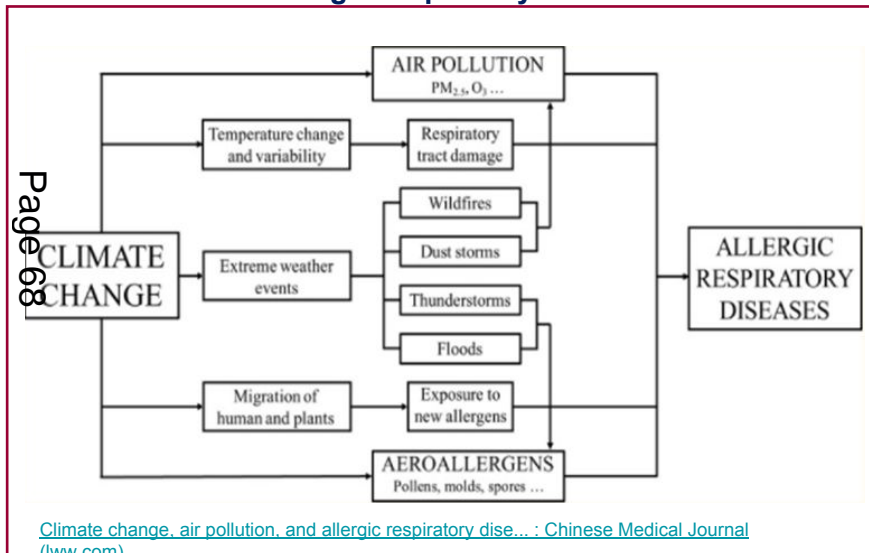 AIR POLLUTION
PM2.5, O3 ...
Temperature change
and variability
Respiratory
tract damage
Wildfires
Dust storms
Page 68
CLIMATE
CHANGE
Extreme weather
events
Thunderstorms
Floods
ALLERGIC
RESPIRATORY
DISEASES
Migration of
human and plants
Exposure to
new allergens
AEROALLERGENS
Pollens, molds, spores ...
Climate change, air pollution, and allergic respiratory dise... : Chinese Medical Journal
(lww.com)